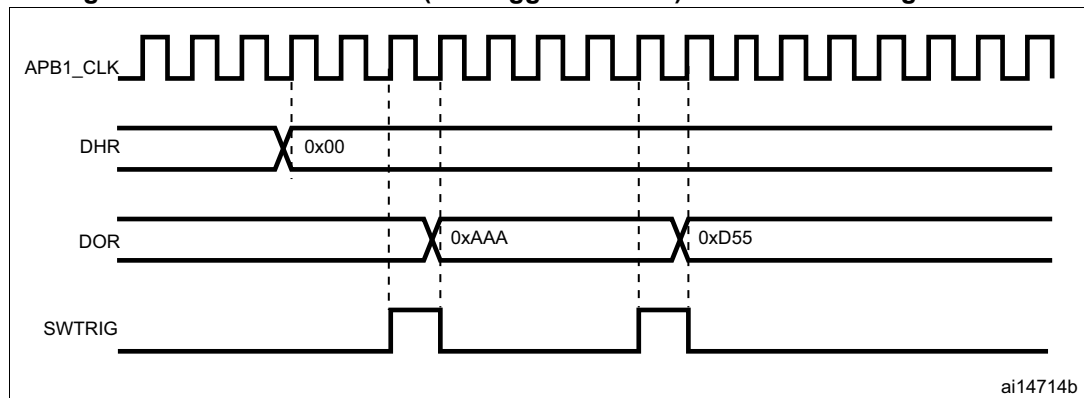 APB1_CLK
DHR
0x00
DOR
0xAAA
0xD55
SWTRIG
ai14714b